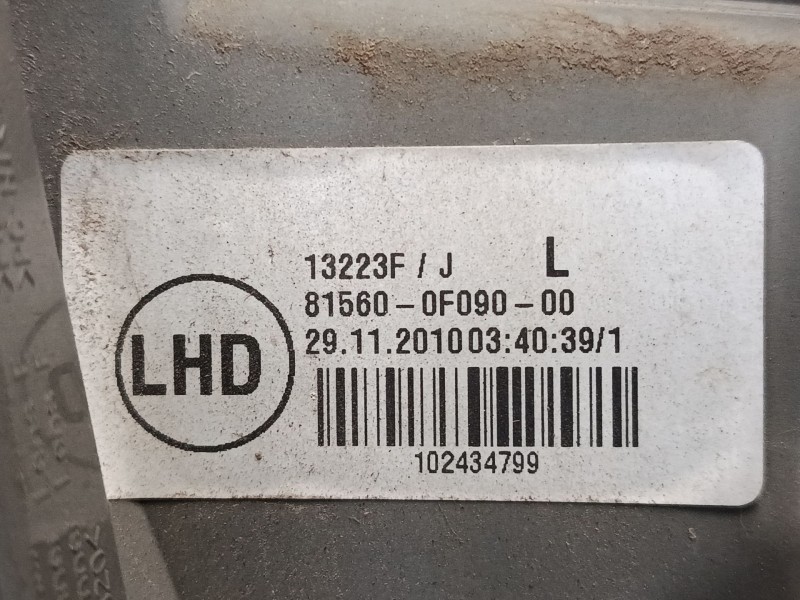 13223F / J L
81560-0F090-00
29.11.2010 03:40:39/1
LHD
102434799